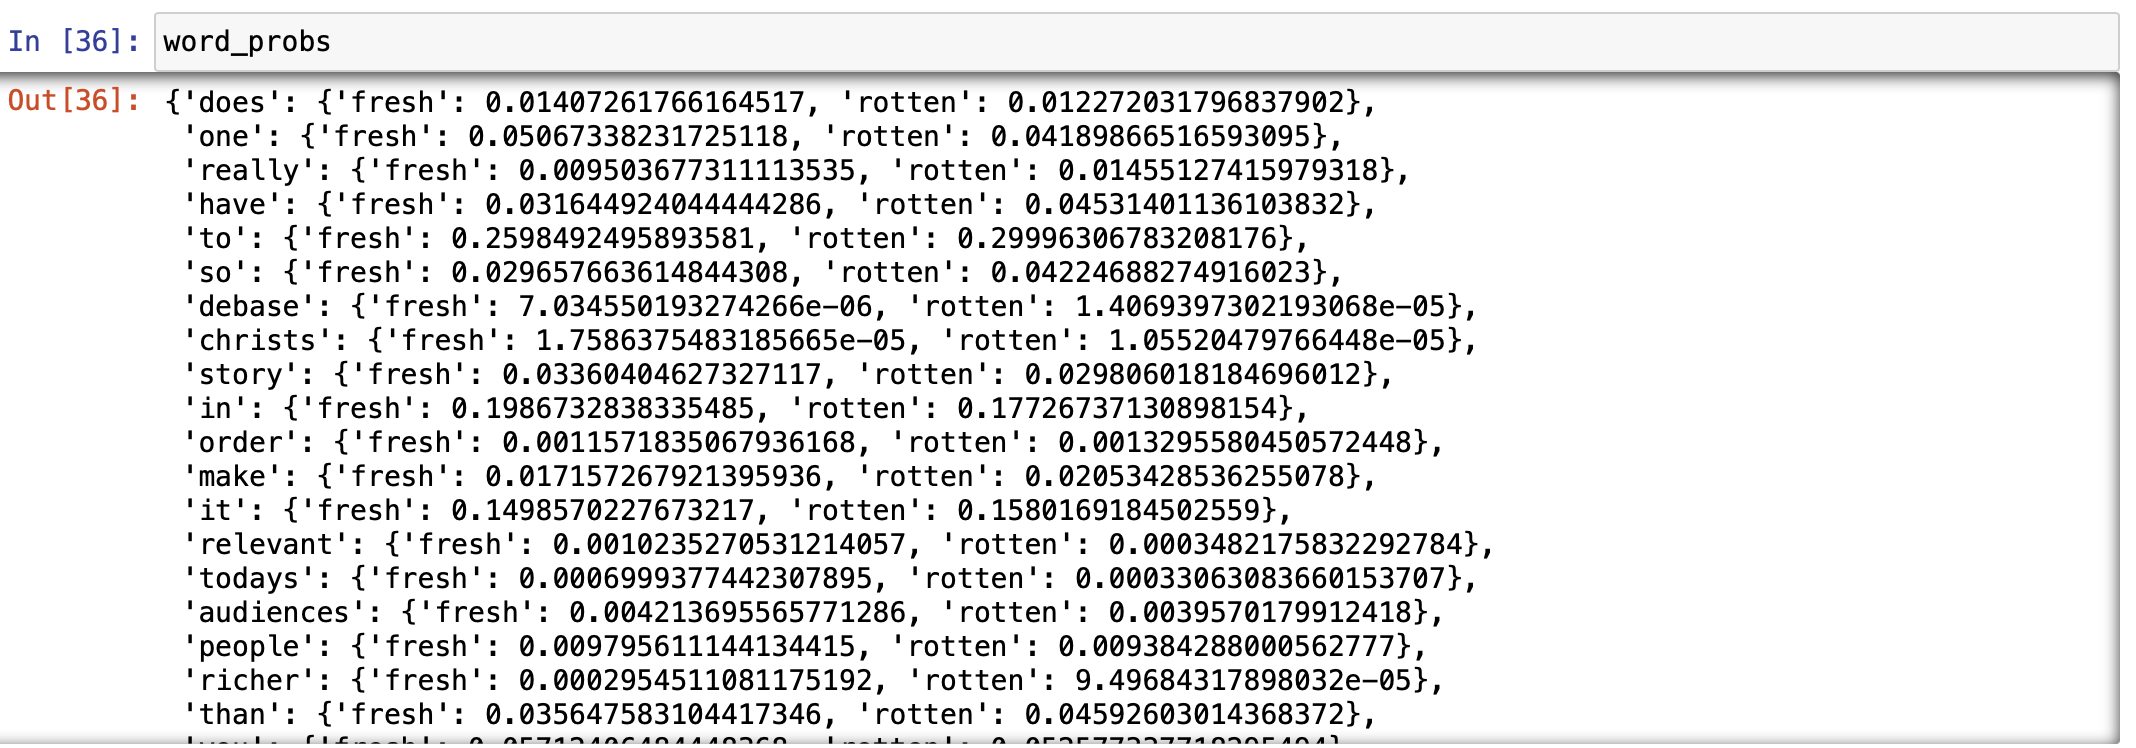 In [36]: word_probs
Out[36]: {'does': {'fresh': 0.01407261766164517, 'rotten': 0.012272031796837902},
'one': {'fresh': 0.05067338231725118, 'rotten': 0.04189866516593095},
'really': {'fresh': 0.009503677311113535, 'rotten': 0.01455127415979318},
'have': {'fresh': 0.031644924044444286, 'rotten': 0.04531401136103832},
'to': {'fresh': 0.2598492495893581, 'rotten': 0.29996306783208176},
'so': {'fresh': 0.029657663614844308, 'rotten': 0.04224688274916023},
'debase': {'fresh': 7.034550193274266e-06, 'rotten': 1.4069397302193068e-05},
'christs': {'fresh': 1.7586375483185665e-05, 'rotten': 1.05520479766448e-05},
'story': {'fresh': 0.03360404627327117, 'rotten': 0.029806018184696012},
'in': {'fresh': 0.1986732838335485, 'rotten': 0.17726737130898154},
'order': {'fresh': 0.0011571835067936168, 'rotten': 0.0013295580450572448},
'make': {'fresh': 0.017157267921395936, 'rotten': 0.02053428536255078},
'it': {'fresh': 0.1498570227673217, 'rotten': 0.1580169184502559},
'relevant': {'fresh': 0.0010235270531214057, 'rotten': 0.0003482175832292784},
'todays': {'fresh': 0.0006999377442307895, 'rotten': 0.00033063083660153707},
'audiences': {'fresh': 0.004213695565771286, 'rotten': 0.0039570179912418},
'people': {'fresh': 0.009795611144134415, 'rotten': 0.009384288000562777},
'richer': {'fresh': 0.0002954511081175192, 'rotten': 9.49684317898032e-05},
'than': {'fresh': 0.035647583104417346, 'rotten': 0.04592603014368372},